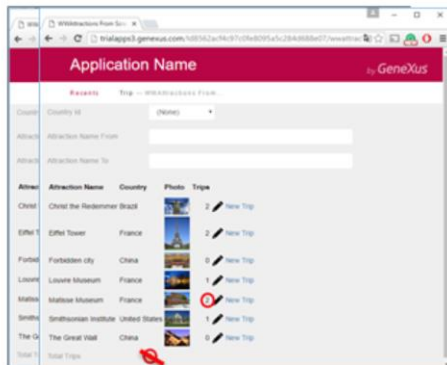 WWAttractions From
trialapps3.genexus.com/
Application Name
by GeneXus
Recents Trip — WWAttractions From...
Country Id (None)
Attraction Name From
Attraction Name To
Attraction Name Country Photo Trips
Christ the Redemmer Brazil 2 New Trip
Eiffel Tower France 2 New Trip
Forbidden city China 0 New Trip
Louvre Museum France 1 New Trip
Matisse Museum France 2 New Trip
Smithsonian Institute United States 1 New Trip
The Great Wall China 0 New Trip
Total Trips